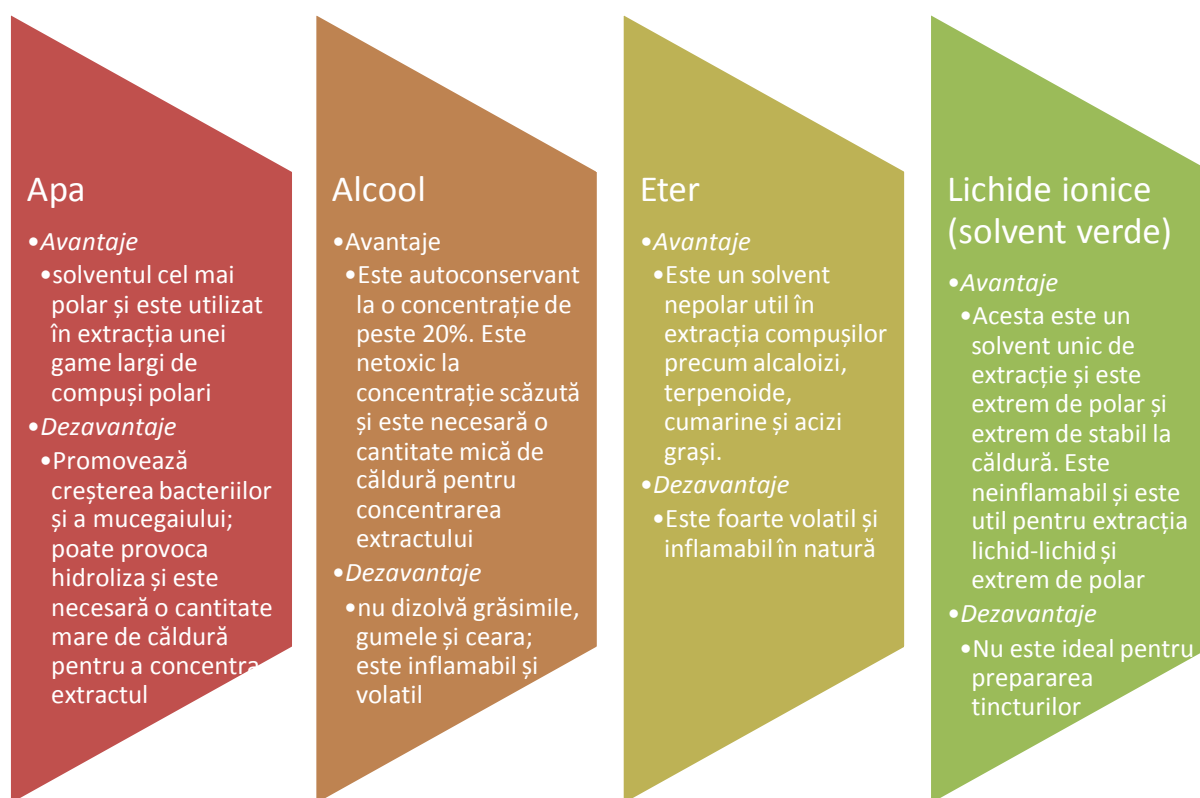 Apa
•Avantaje
•solventul cel mai
polar și este utilizat
în extracția unei
game largi de
compuși polari
•Dezavantaje
•Promovează
creșterea bacteriilor
și a mucegaiului;
poate provoca
hidroliza și este
necesară o cantitate
mare de căldură
pentru a concentra
extractul
Alcool
•Avantaje
•Este autoconservant
la o concentrație de
peste 20%. Este
netoxic la
concentrație scăzută
și este necesară o
cantitate mică de
căldură pentru
concentrarea
extractului
•Dezavantaje
•nu dizolvă grăsimile,
gumele și ceara;
este inflamabil și
volatil
Eter
•Avantaje
•Este un solvent
nepolar util în
extracția compușilor
precum alcaloizi,
terpenoide,
cumarine și acizi
grași.
•Dezavantaje
•Este foarte volatil și
inflamabil în natură
Lichide ionice
(solvent verde)
•Avantaje
•Acesta este un
solvent unic de
extracție și este
extrem de polar și
extrem de stabil la
căldură. Este
neinflamabil și este
util pentru extracția
lichid-lichid și
extrem de polar
•Dezavantaje
•Nu este ideal pentru
prepararea
tincturilor